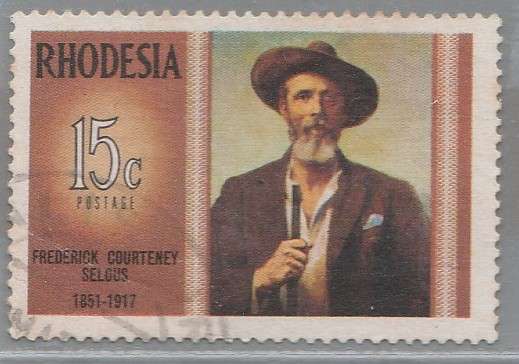 RHODESIA
15c
POSTAGE
FREDERICK COURTENEY
SELOUS
1851-1917